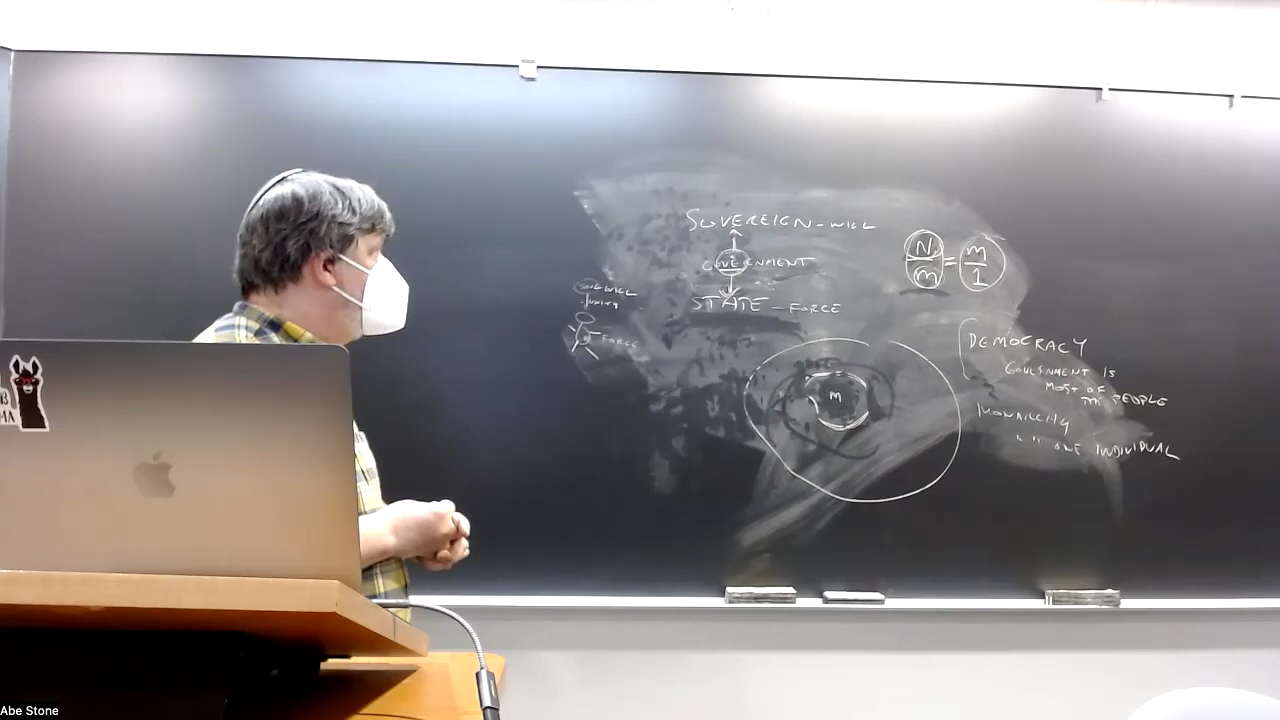 SOVEREIGN-WILL
GOVERNMENT
STATE-FORCE
WILL
FORCE
N/m = m/1
m
DEMOCRACY
GOVERNMENT IS
MOST OF
THE PEOPLE
MONARCHY
" " ONE INDIVIDUAL
Abe Stone